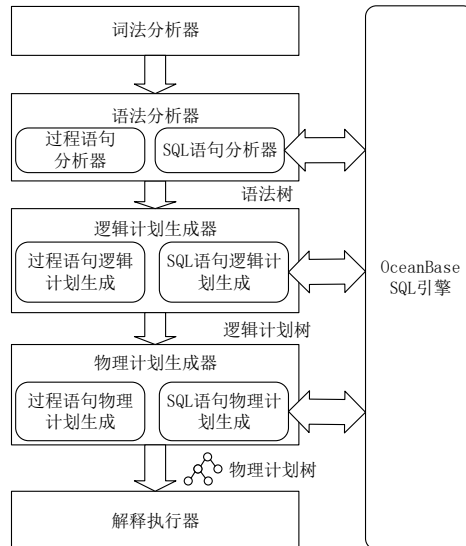 词法分析器
语法分析器
过程语句
分析器
SQL语句分析器
语法树
逻辑计划生成器
过程语句逻辑
计划生成
SQL语句逻辑计
划生成
逻辑计划树
物理计划生成器
过程语句物理
计划生成
SQL语句物理计
划生成
物理计划树
解释执行器
OceanBase
SQL引擎